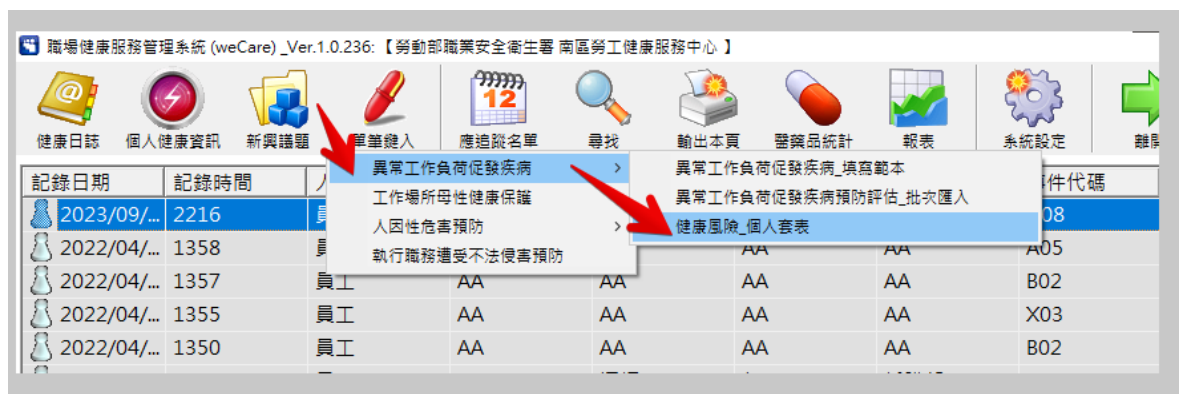 職場健康服務管理系統 (weCare) _Ver.1.0.236: 【勞動部職業安全衛生署 南區勞工健康服務中心 】
12
健康日誌 個人健康資訊 新興議題 單筆鍵入 應追蹤名單 尋找 輸出本頁 醫藥品統計 報表 系統設定
異常工作負荷促發疾病 >
工作場所母性健康保護
人因性危害預防 >
執行職務遭受不法侵害預防
異常工作負荷促發疾病_填寫範本
異常工作負荷促發疾病預防評估_批次匯入
健康風險_個人套表
記錄日期 記錄時間 件代碼
2023/09/... 2216 08
2022/04/... 1358 AA AA A05
2022/04/... 1357 員工 AA AA AA AA B02
2022/04/... 1355 員工 AA AA AA AA X03
2022/04/... 1350 員工 AA AA AA AA B02